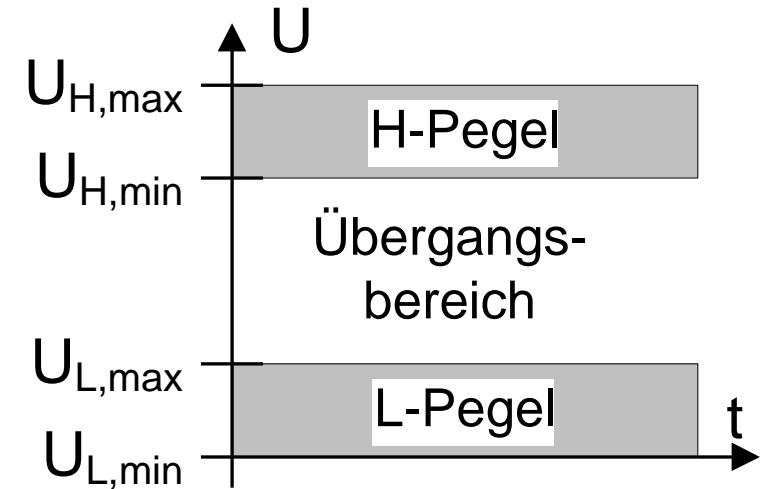 U
U_H,max
H-Pegel
U_H,min
Übergangs-
bereich
U_L,max
L-Pegel
t
U_L,min